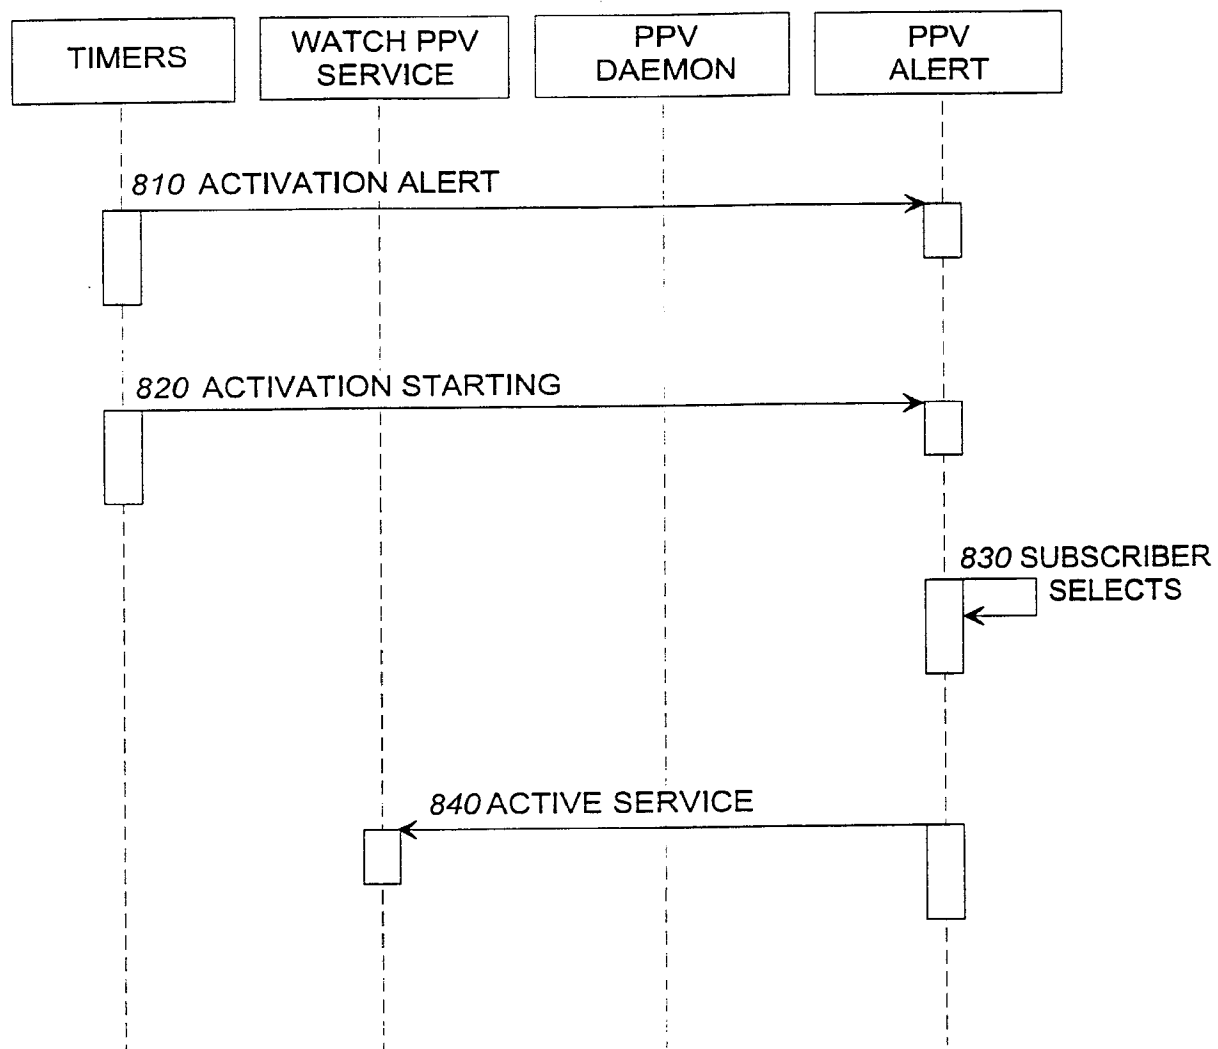 TIMERS
WATCH PPV
SERVICE
PPV
DAEMON
PPV
ALERT
810 ACTIVATION ALERT
820 ACTIVATION STARTING
830 SUBSCRIBER
SELECTS
840 ACTIVE SERVICE